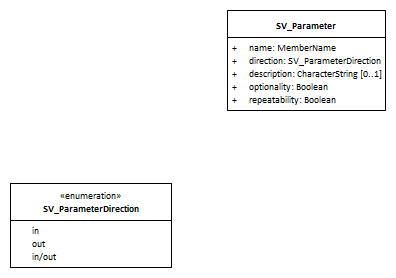 SV_Parameter
+ name: MemberName
+ direction: SV_ParameterDirection
+ description: CharacterString [0..1]
+ optionality: Boolean
+ repeatability: Boolean
«enumeration»
SV_ParameterDirection
in
out
in/out